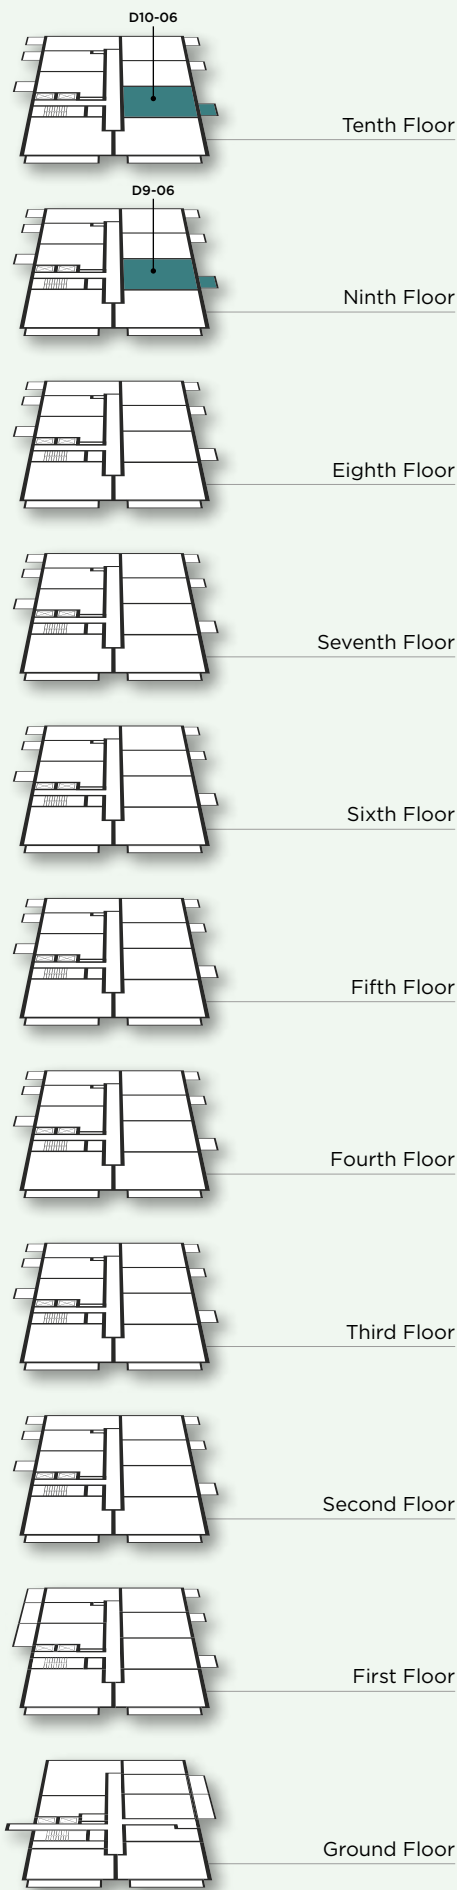 D10-06
Tenth Floor
D9-06
Ninth Floor
Eighth Floor
Seventh Floor
Sixth Floor
Fifth Floor
Fourth Floor
Third Floor
Second Floor
First Floor
Ground Floor